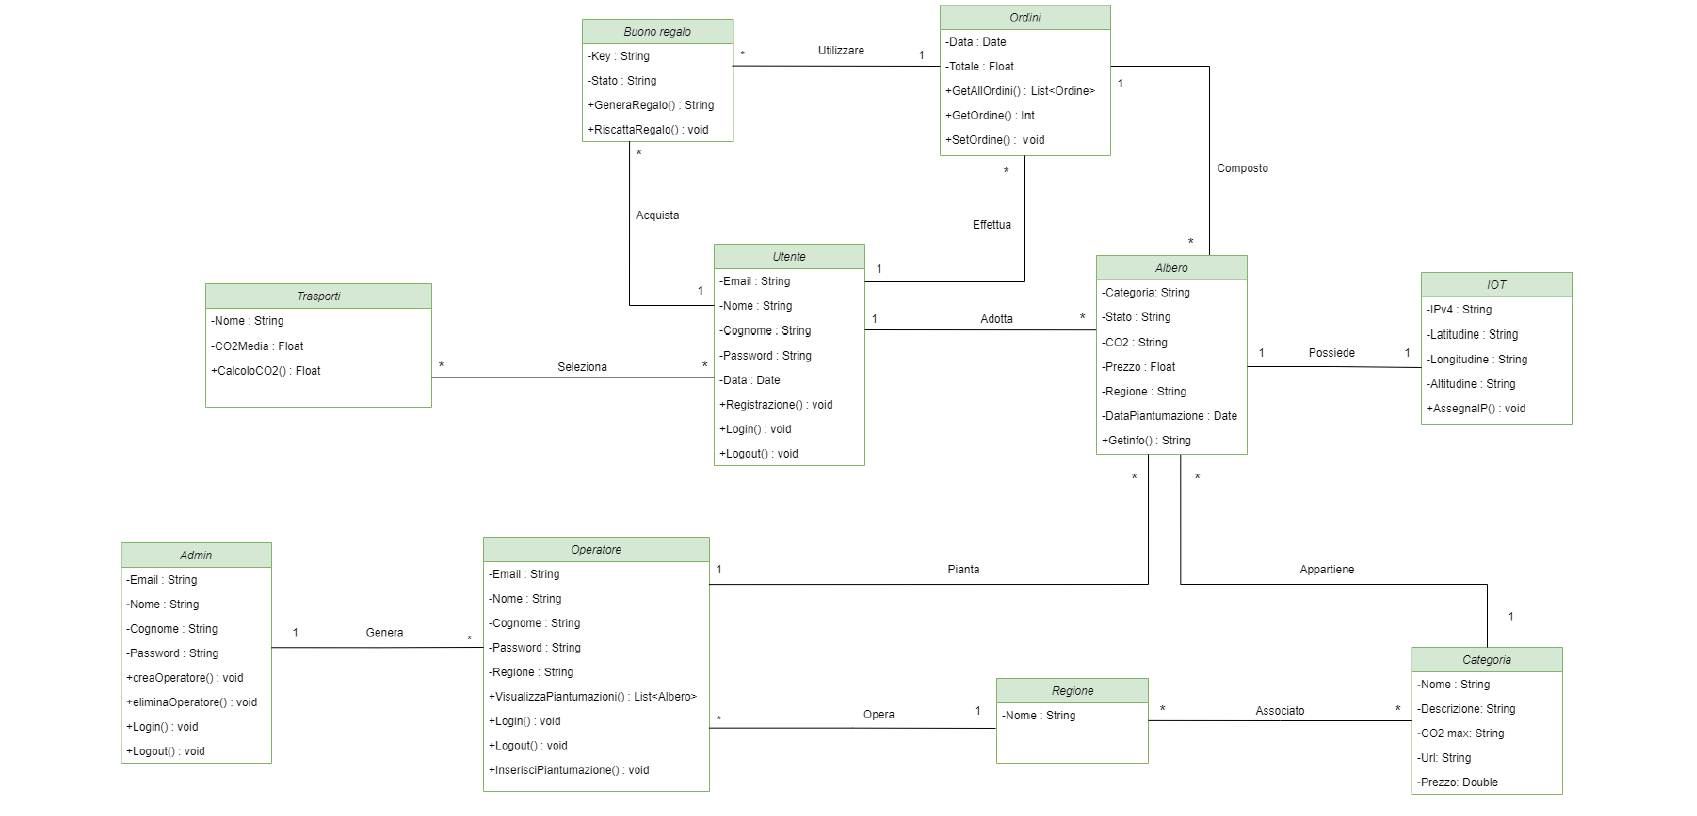 Buono regalo
-Key : String
-Stato : String
+GeneraRegalo() : String
+RiscattaRegalo() : void
*
Utilizzare
1
Ordini
-Data : Date
-Totale : Float
+GetAllOrdini() : List<Ordine>
+GetOrdine() : Int
+SetOrdine() : void
1
Composto
*
*
Acquista
1
*
Effettua
1
Utente
-Email : String
-Nome : String
-Cognome : String
-Password : String
-Data : Date
+Registrazione() : void
+Login() : void
+Logout() : void
Trasporti
-Nome : String
-CO2Media : Float
+CalcoloCO2() : Float
*
Seleziona
*
1
Adotta
*
Albero
-Categoria: String
-Stato : String
-CO2 : String
-Prezzo : Float
-Regione : String
-DataPiantumazione : Date
+Getinfo() : String
1
Possiede
1
IOT
-IPv4 : String
-Latitudine : String
-Longitudine : String
-Altitudine : String
+AssegnaIP() : void
*
*
1
Pianta
Appartiene
1
Admin
-Email : String
-Nome : String
-Cognome : String
-Password : String
+creaOperatore() : void
+eliminaOperatore() : void
+Login() : void
+Logout() : void
1
Genera
*
Operatore
-Email : String
-Nome : String
-Cognome : String
-Password : String
-Regione : String
+VisualizzaPiantumazioni() : List<Albero>
+Login() : void
+Logout() : void
+InserisciPiantumazione() : void
*
Opera
1
Regione
-Nome : String
*
Associato
*
Categoria
-Nome : String
-Descrizione: String
-CO2 max: String
-Url: String
-Prezzo: Double